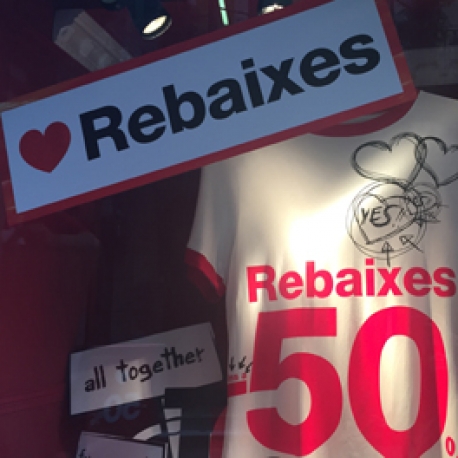 Rebaixes
YES
Rebaixes
50
all together